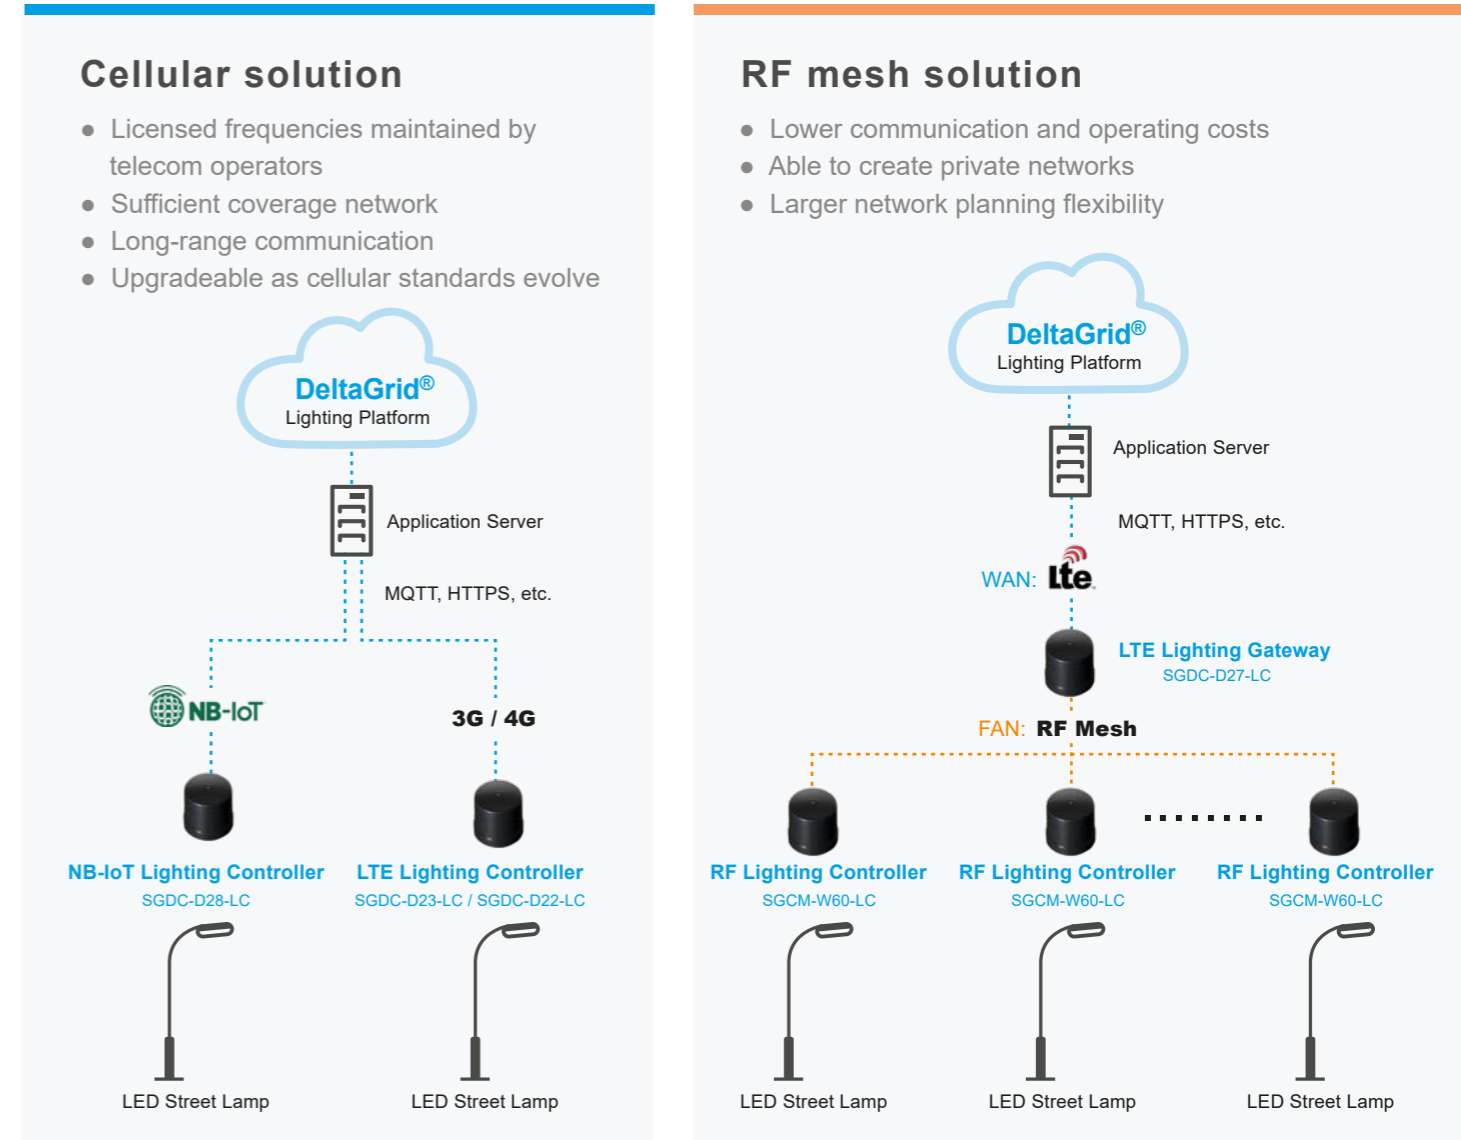 Cellular solution
● Licensed frequencies maintained by
telecom operators
● Sufficient coverage network
● Long-range communication
● Upgradeable as cellular standards evolve
DeltaGrid®
Lighting Platform
Application Server
MQTT, HTTPS, etc.
NB-IoT
3G / 4G
NB-IoT Lighting Controller
SGDC-D28-LC
LTE Lighting Controller
SGDC-D23-LC / SGDC-D22-LC
LED Street Lamp
LED Street Lamp
RF mesh solution
● Lower communication and operating costs
● Able to create private networks
● Larger network planning flexibility
DeltaGrid®
Lighting Platform
Application Server
MQTT, HTTPS, etc.
WAN: Lte
LTE Lighting Gateway
SGDC-D27-LC
FAN: RF Mesh
RF Lighting Controller
SGCM-W60-LC
RF Lighting Controller
SGCM-W60-LC
RF Lighting Controller
SGCM-W60-LC
LED Street Lamp
LED Street Lamp
LED Street Lamp